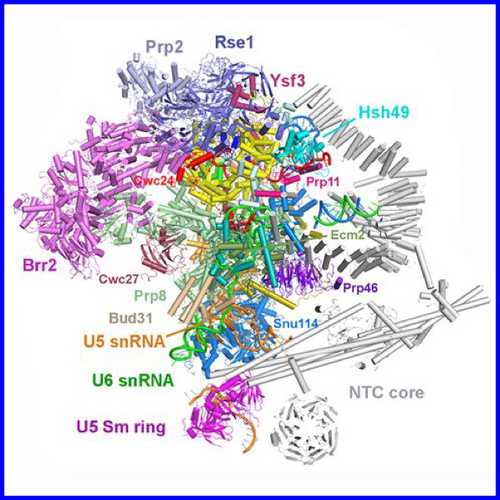 Prp2
Rse1
Ysf3
Hsh49
Cwc24
Prp11
Ecm2
Brr2
Cwc27
Prp46
Prp8
Bud31
Snu114
U5 snRNA
U6 snRNA
NTC core
U5 Sm ring